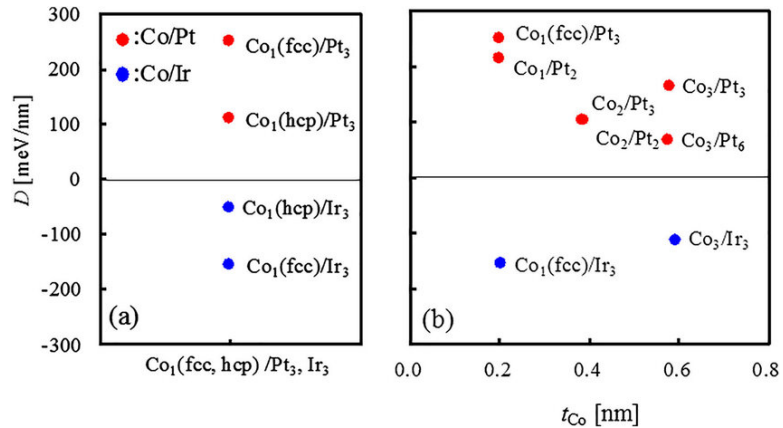 300
200
100
0
-100
-200
-300
D [meV/nm]
:Co/Pt
:Co/Ir
Co₁(fcc)/Pt₃
Co₁(hcp)/Pt₃
Co₁(hcp)/Ir₃
Co₁(fcc)/Ir₃
(a)
Co₁(fcc, hcp) /Pt₃, Ir₃
Co₁(fcc)/Pt₃
Co₁/Pt₂
Co₃/Pt₃
Co₂/Pt₃
Co₂/Pt₂
Co₃/Pt₆
Co₃/Ir₃
Co₁(fcc)/Ir₃
(b)
0.0 0.2 0.4 0.6 0.8
t_Co [nm]